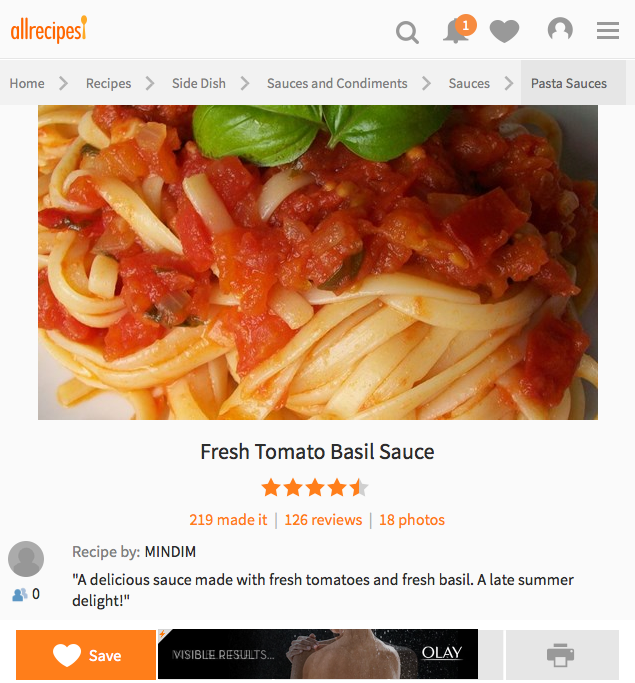 allrecipes
1
Home Recipes Side Dish Sauces and Condiments Sauces Pasta Sauces
Fresh Tomato Basil Sauce
219 made it | 126 reviews | 18 photos
Recipe by: MINDIM
0
"A delicious sauce made with fresh tomatoes and fresh basil. A late summer
delight!"
Save
VISIBLE RESULTS...
OLAY